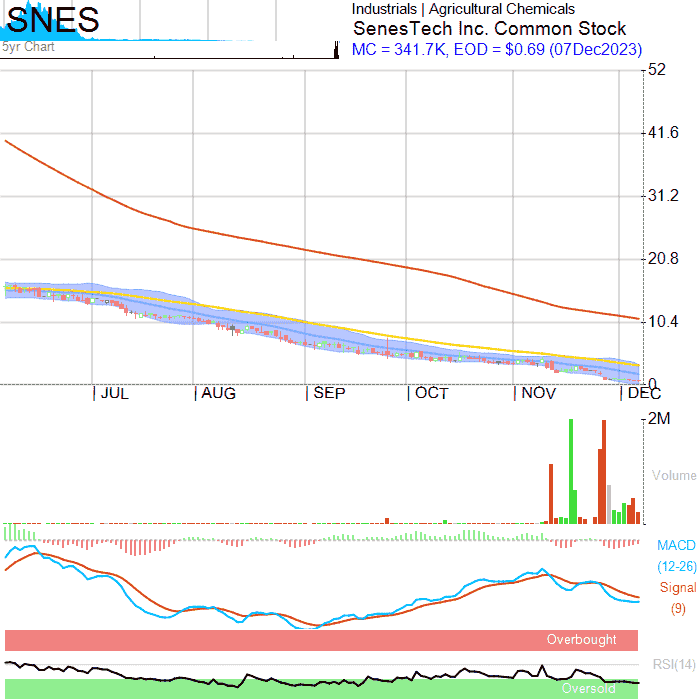 SNES
5yr Chart
Industrials | Agricultural Chemicals
SenesTech Inc. Common Stock
MC = 341.7K, EOD = $0.69 (07Dec2023)
52
41.6
31.2
20.8
10.4
0
JUL AUG SEP OCT NOV DEC
2M
Volume
MACD
(12-26)
Signal
(9)
Overbought
RSI(14)
Oversold